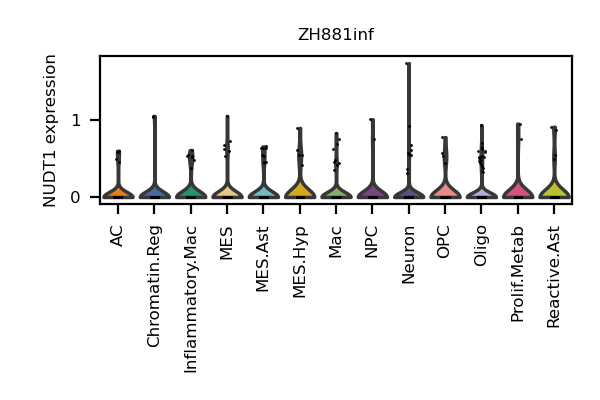 ZH881inf
NUDT1 expression
1
0
AC
Chromatin.Reg
Inflammatory.Mac
MES
MES.Ast
MES.Hyp
Mac
NPC
Neuron
OPC
Oligo
Prolif.Metab
Reactive.Ast